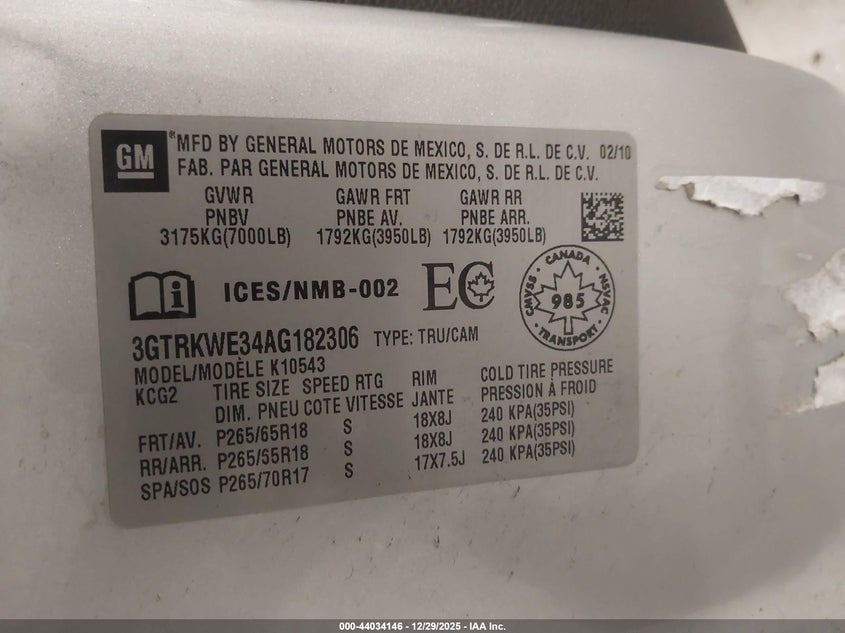 GM
®MFD BY GENERAL MOTORS DE MEXICO, S. DE R.L. DE C.V. 02/10
FAB. PAR GENERAL MOTORS DE MEXICO, S. DE R.L. DE C.V.
GVWR GAWR FRT GAWR RR
PNBV PNBE AV. PNBE ARR.
3175KG(7000LB) 1792KG(3950LB) 1792KG(3950LB)
i ICES/NMB-002 EC
CANADA CMVSS NSVAC 985 TRANSPORT
3GTRKWE34AG182306 TYPE: TRU/CAM
MODEL/MODÈLE K10543
KCG2 TIRE SIZE SPEED RTG RIM COLD TIRE PRESSURE
DIM. PNEU COTE VITESSE JANTE PRESSION À FROID
FRT/AV. P265/65R18 S 18X8J 240 KPA(35PSI)
RR/ARR. P265/65R18 S 18X8J 240 KPA(35PSI)
SPA/SOS P265/70R17 S 17X7.5J 240 KPA(35PSI)
000-44034146 - 12/29/2025 - IAA Inc.